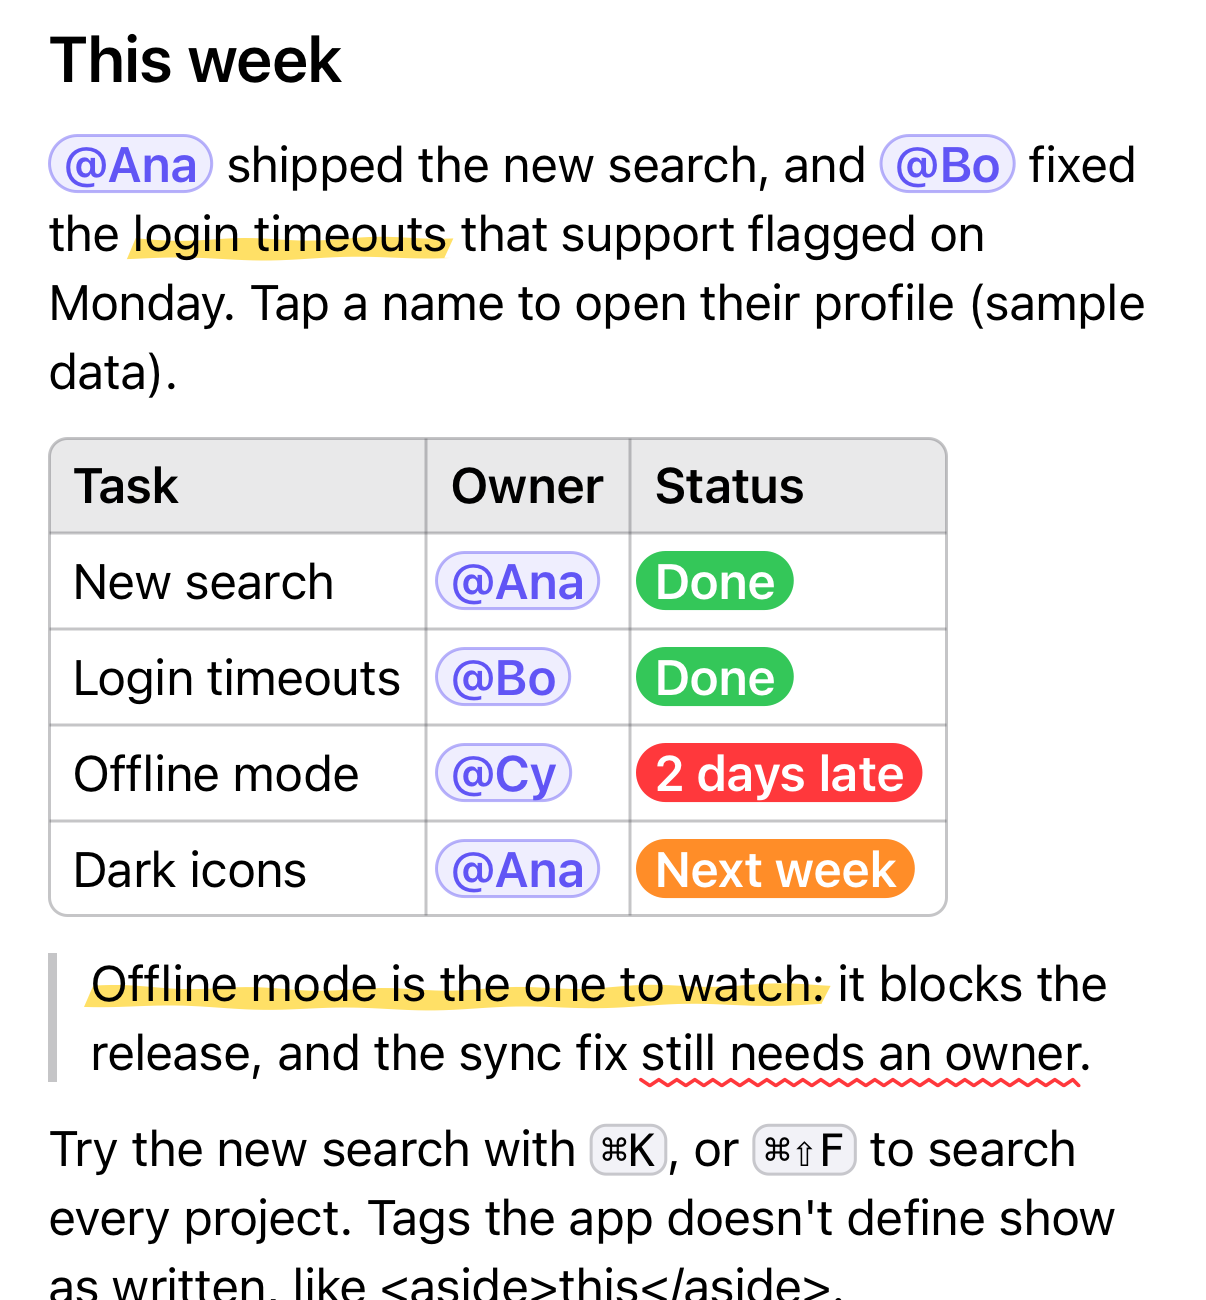 This week
@Ana shipped the new search, and @Bo fixed
the login timeouts that support flagged on
Monday. Tap a name to open their profile (sample
data).
Task Owner Status
New search @Ana Done
Login timeouts @Bo Done
Offline mode @Cy 2 days late
Dark icons @Ana Next week
Offline mode is the one to watch: it blocks the
release, and the sync fix still needs an owner.
Try the new search with ⌘K, or ⌘⇧F to search
every project. Tags the app doesn't define show
as written, like <aside>this</aside>.